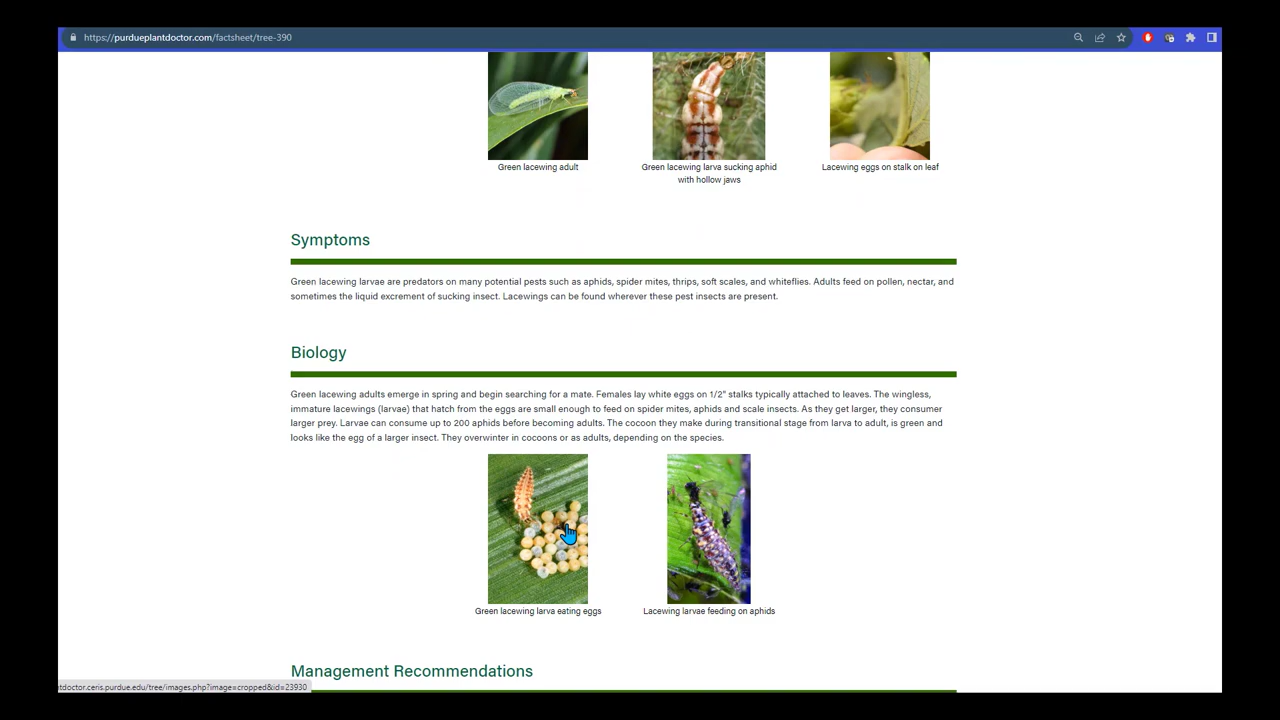 https://purdueplantdoctor.com/factsheet/tree-390
Green lacewing adult
Green lacewing larva sucking aphid
with hollow jaws
Lacewing eggs on stalk on leaf
Symptoms
Green lacewing larvae are predators on many potential pests such as aphids, spider mites, thrips, soft scales, and whiteflies. Adults feed on pollen, nectar, and
sometimes the liquid excrement of sucking insect. Lacewings can be found wherever these pest insects are present.
Biology
Green lacewing adults emerge in spring and begin searching for a mate. Females lay white eggs on 1/2" stalks typically attached to leaves. The wingless,
immature lacewings (larvae) that hatch from the eggs are small enough to feed on spider mites, aphids and scale insects. As they get larger, they consumer
larger prey. Larvae can consume up to 200 aphids before becoming adults. The cocoon they make during transitional stage from larva to adult, is green and
looks like the egg of a larger insect. They overwinter in cocoons or as adults, depending on the species.
Green lacewing larva eating eggs
Lacewing larvae feeding on aphids
Management Recommendations
ntdoctor.ceris.purdue.edu/tree/images.php?image=cropped&id=23930